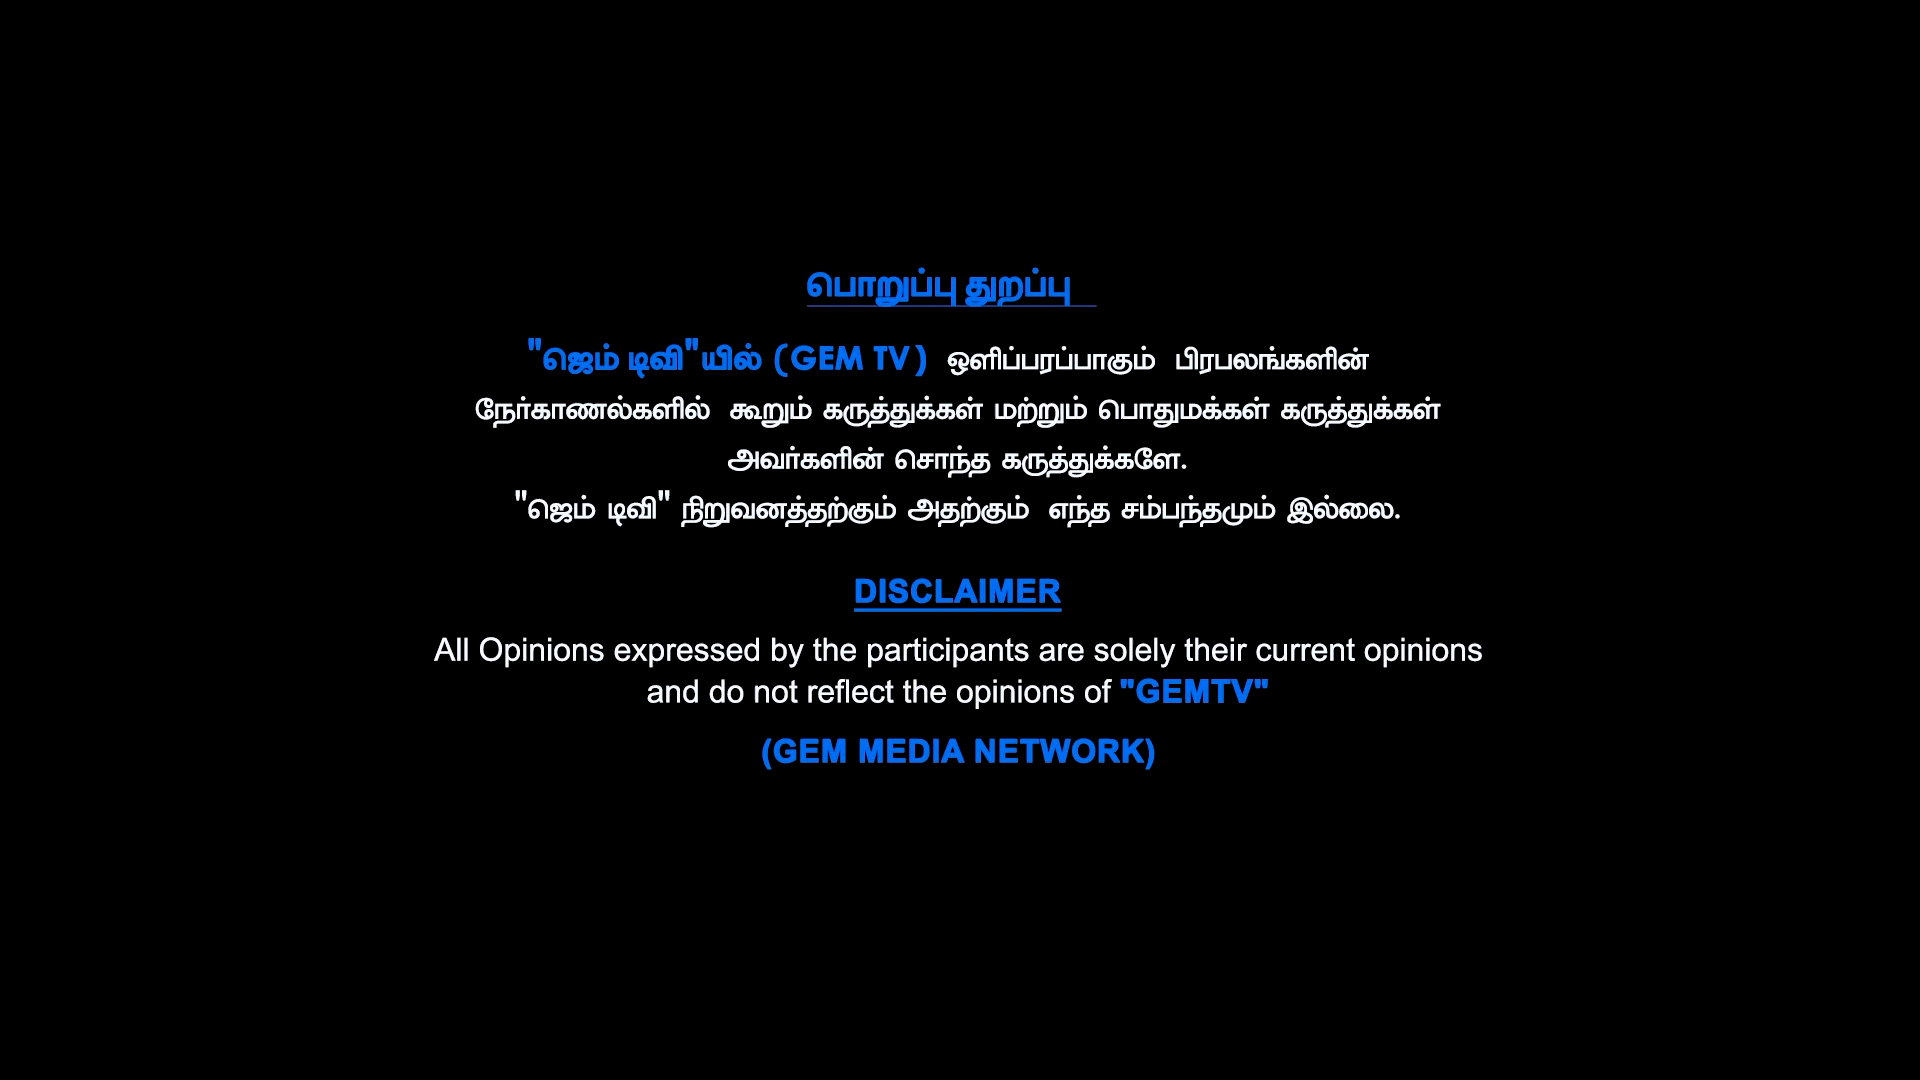 பொறுப்பு துறப்பு
"ஜெம் டிவி"யில் (GEM TV) ஒளிப்பரப்பாகும் பிரபலங்களின்
நேர்காணல்களில் கூறும் கருத்துக்கள் மற்றும் பொதுமக்கள் கருத்துக்கள்
அவர்களின் சொந்த கருத்துக்களே.
"ஜெம் டிவி" நிறுவனத்தற்கும் அதற்கும் எந்த சம்பந்தமும் இல்லை.
DISCLAIMER
All Opinions expressed by the participants are solely their current opinions
and do not reflect the opinions of "GEMTV"
(GEM MEDIA NETWORK)